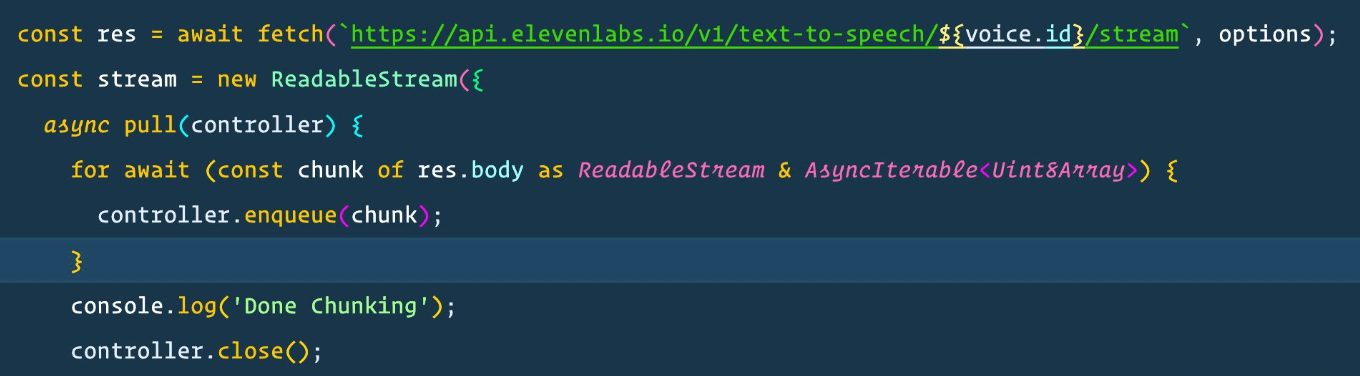 const res = await fetch(`https://api.elevenlabs.io/v1/text-to-speech/${voice.id}/stream`, options);
const stream = new ReadableStream({
async pull(controller) {
for await (const chunk of res.body as ReadableStream & AsyncIterable<Uint8Array>) {
controller.enqueue(chunk);
}
console.log('Done Chunking');
controller.close();